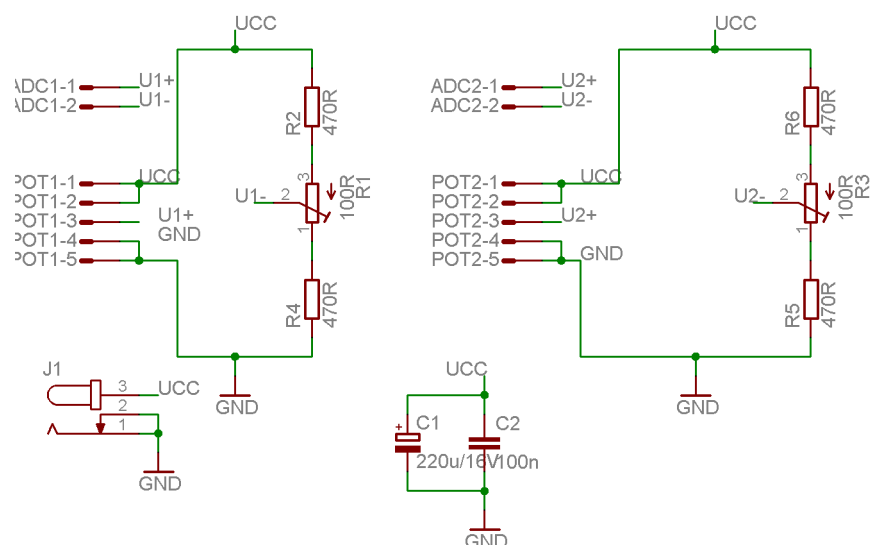 UCC
UCC
ADC1-1
U1+
ADC1-2
U1-
R2
470R
ADC2-1
U2+
ADC2-2
U2-
R6
470R
POT1-1
UCC
POT1-2
POT1-3
U1+
GND
POT1-4
POT1-5
U1-
2
3
1
100R
R1
POT2-1
UCC
POT2-2
POT2-3
U2+
POT2-4
POT2-5
GND
U2-
2
3
1
100R
R3
R4
470R
R5
470R
GND
GND
J1
3
UCC
2
1
GND
UCC
+
C1
220u/16V
C2
100n
GND